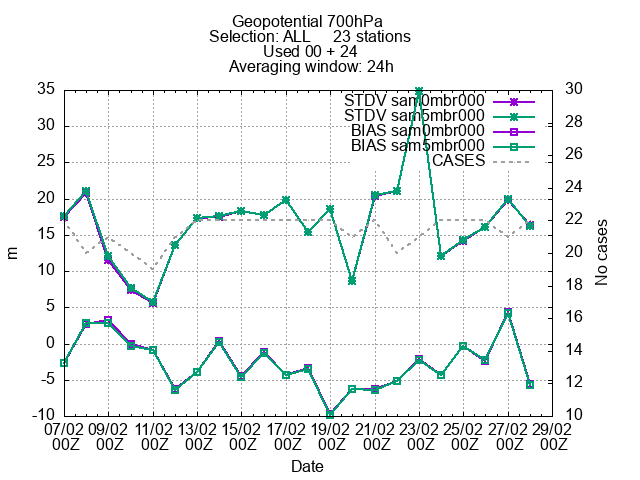 Geopotential 700hPa
Selection: ALL 23 stations
Used 00 + 24
Averaging window: 24h
STDV sam0mbr000
STDV sam5mbr000
BIAS sam0mbr000
BIAS sam5mbr000
CASES
35
30
25
20
15
10
5
0
-5
-10
m
30
28
26
24
22
20
18
16
14
12
10
No cases
07/02 09/02 11/02 13/02 15/02 17/02 19/02 21/02 23/02 25/02 27/02 29/02
00Z 00Z 00Z 00Z 00Z 00Z 00Z 00Z 00Z 00Z 00Z 00Z
Date